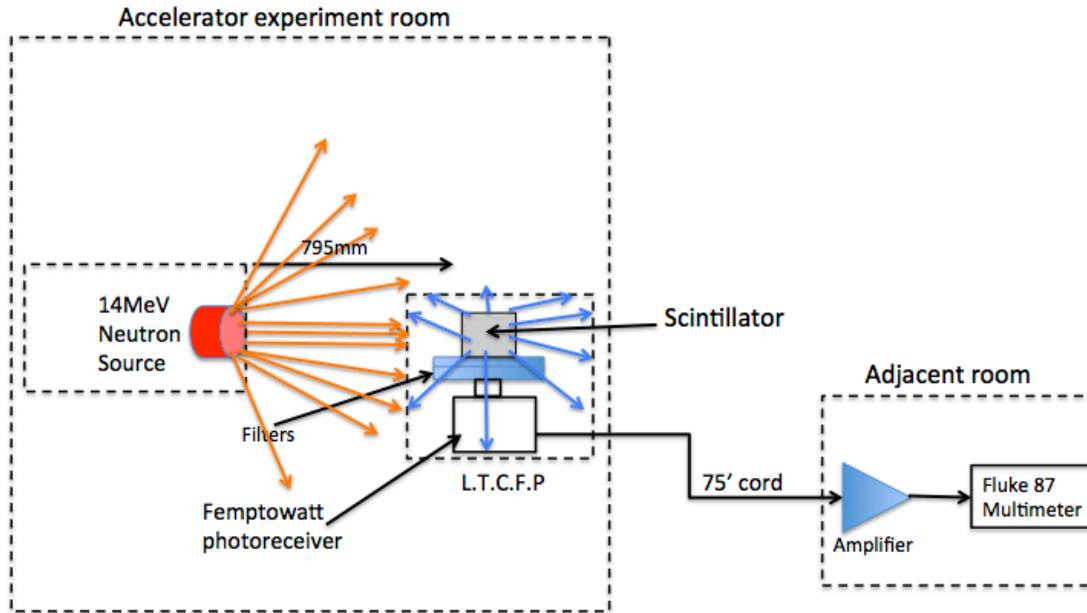 Accelerator experiment room
795mm
14MeV
Neutron
Source
Scintillator
Adjacent room
Filters
L.T.C.F.P
75' cord
Fluke 87
Multimeter
Femptowatt
photoreceiver
Amplifier